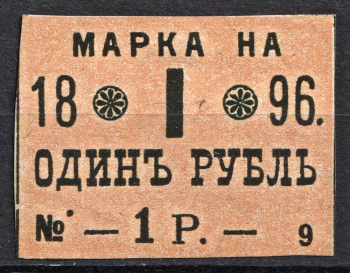 МАРКА НА
18 I 96.
ОДИНЪ РУБЛЬ
№ — 1 Р. — 9